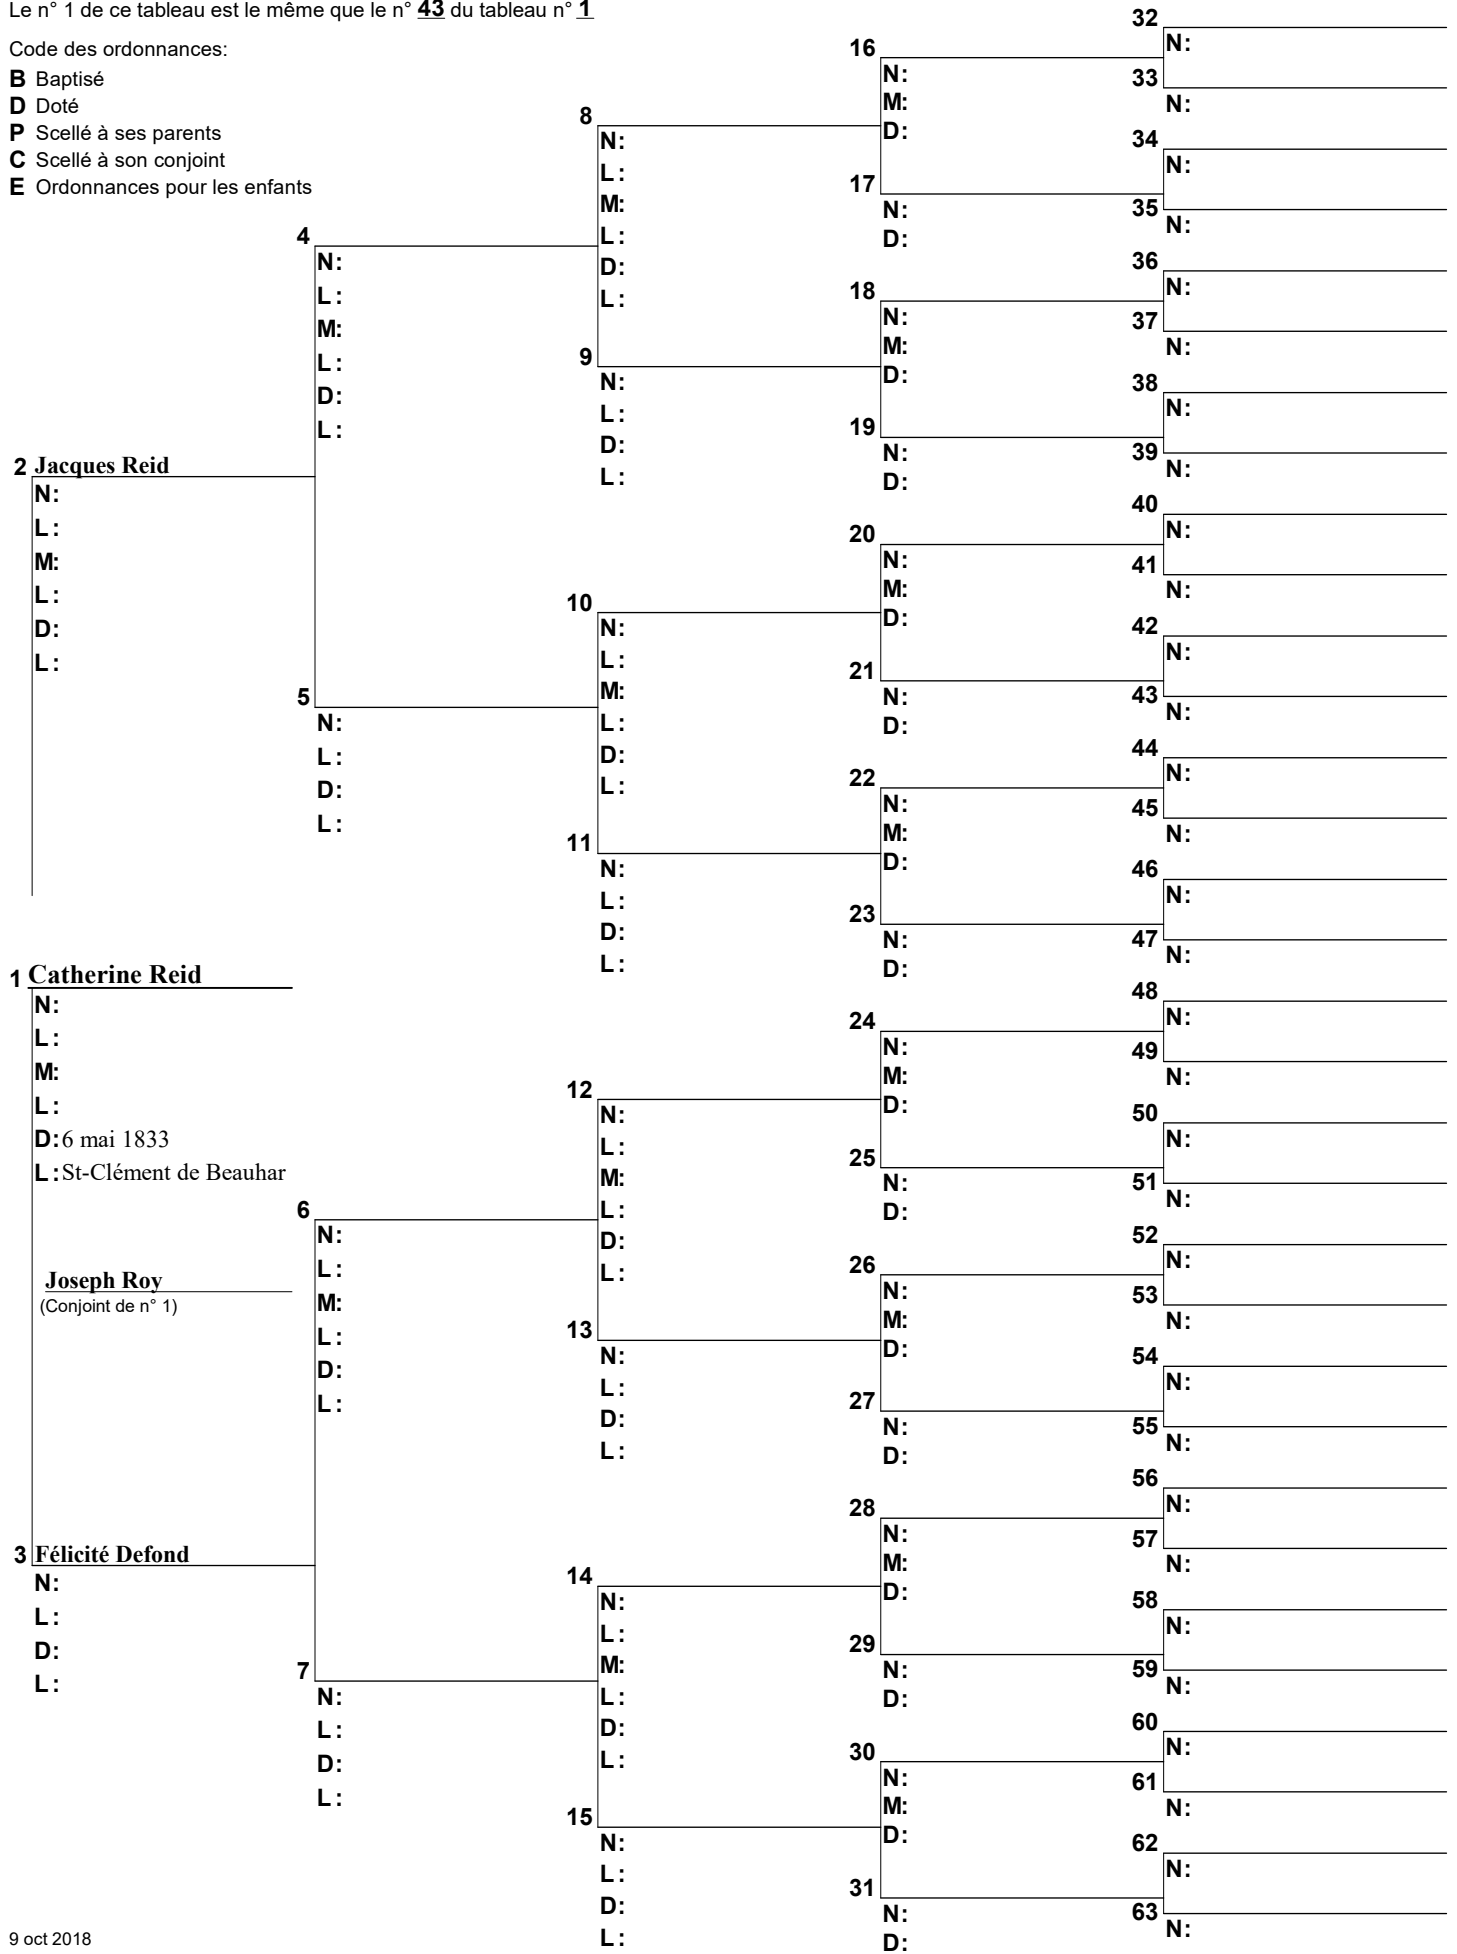 Le n° 1 de ce tableau est le même que le n° 43 du tableau n° 1
Code des ordonnances:
B Baptisé
D Doté
P Scellé à ses parents
C Scellé à son conjoint
E Ordonnances pour les enfants
2 Jacques Reid
N:
L:
M:
L:
D:
L:
1 Catherine Reid
N:
L:
M:
L:
D: 6 mai 1833
L: St-Clément de Beauhar
Joseph Roy
(Conjoint de n° 1)
3 Félicité Defond
N:
L:
D:
L:
4
N:
L:
M:
L:
D:
L:
5
N:
L:
D:
L:
6
N:
L:
M:
L:
D:
L:
7
N:
L:
D:
L:
8
N:
L:
M:
L:
D:
L:
9
N:
L:
D:
L:
10
N:
L:
M:
L:
D:
L:
11
N:
L:
D:
L:
12
N:
L:
M:
L:
D:
L:
13
N:
L:
D:
L:
14
N:
L:
M:
L:
D:
L:
15
N:
L:
D:
L:
16
N:
M:
D:
17
N:
D:
18
N:
M:
D:
19
N:
D:
20
N:
M:
D:
21
N:
D:
22
N:
M:
D:
23
N:
D:
24
N:
M:
D:
25
N:
D:
26
N:
M:
D:
27
N:
D:
28
N:
M:
D:
29
N:
D:
30
N:
M:
D:
31
N:
D:
32
N:
33
N:
34
N:
35
N:
36
N:
37
N:
38
N:
39
N:
40
N:
41
N:
42
N:
43
N:
44
N:
45
N:
46
N:
47
N:
48
N:
49
N:
50
N:
51
N:
52
N:
53
N:
54
N:
55
N:
56
N:
57
N:
58
N:
59
N:
60
N:
61
N:
62
N:
63
N:
9 oct 2018